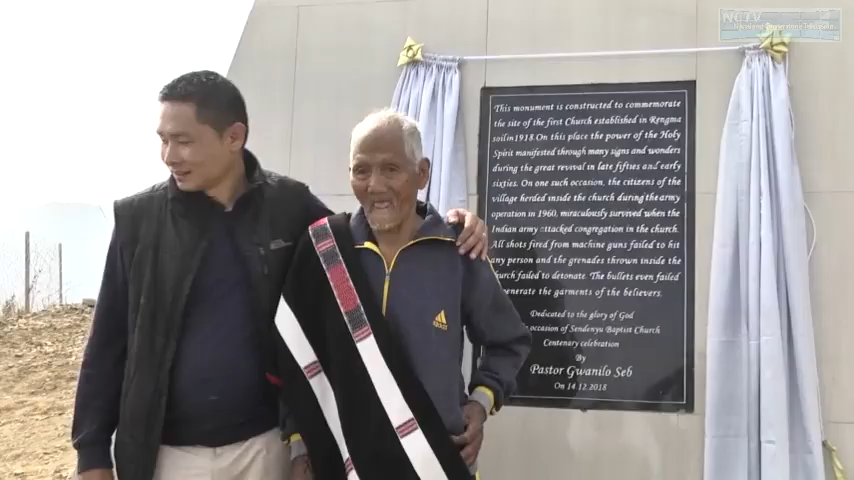 NCTV
This monument is constructed to commemorate
the site of the first Church established in Rengma
soil in 1918. On this place the power of the Holy
Spirit manifested through many signs and wonders
during the great revival in late fifties and early
sixties. On one such occasion, the citizens of the
village herded inside the church during the army
operation in 1960, miraculously survived when the
Indian army attacked congregation in the church.
All shots fired from machine guns failed to hit
any person and the grenades thrown inside the
church failed to detonate. The bullets even failed
penetrate the garments of the believers.
Dedicated to the glory of God
occasion of Sendenyu Baptist Church
Centenary celebration
By
Pastor Gwanilo Seb
On 14 12 2018